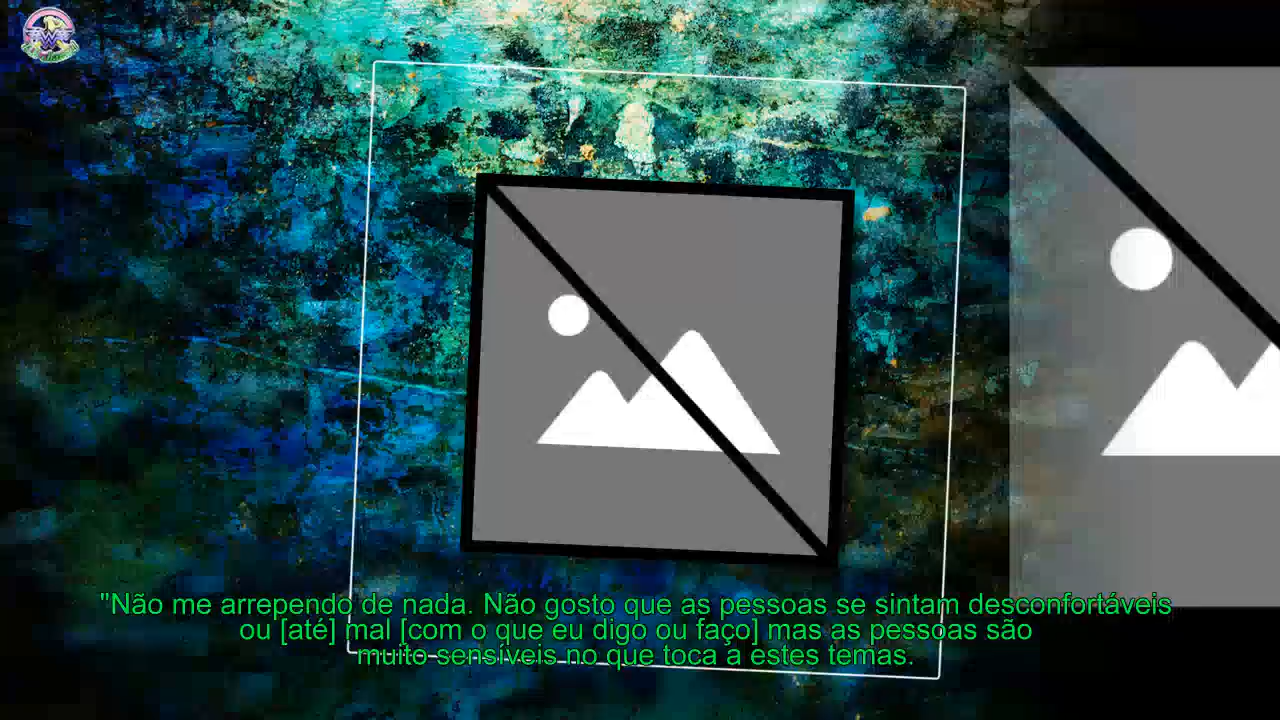 "Não me arrependo de nada. Não gosto que as pessoas se sintam desconfortáveis
ou [até] mal [com o que eu digo ou faço] mas as pessoas são
muito sensíveis no que toca a estes temas.